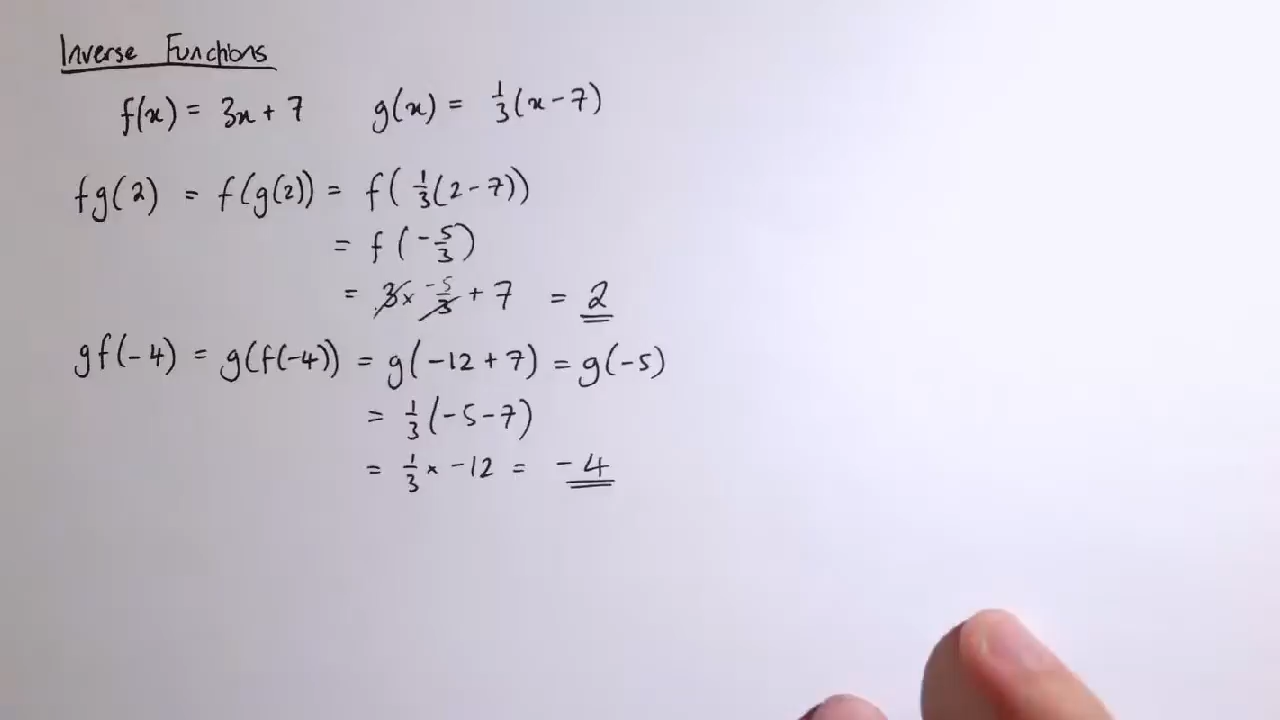 Inverse Functions
f(x) = 3x + 7 g(x) = 1/3 (x - 7)
fg(2) = f(g(2)) = f( 1/3 (2 - 7))
= f( - 5/3 )
= 3 × -5/3 + 7 = 2
gf(-4) = g(f(-4)) = g(-12 + 7) = g(-5)
= 1/3 (-5 - 7)
= 1/3 × -12 = -4